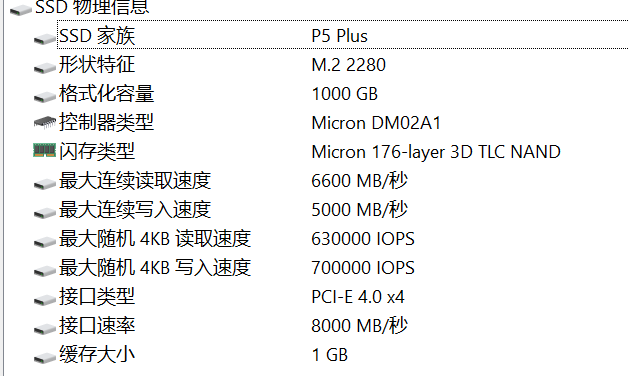 SSD 物理信息
SSD 家族 P5 Plus
形状特征 M.2 2280
格式化容量 1000 GB
控制器类型 Micron DM02A1
闪存类型 Micron 176-layer 3D TLC NAND
最大连续读取速度 6600 MB/秒
最大连续写入速度 5000 MB/秒
最大随机 4KB 读取速度 630000 IOPS
最大随机 4KB 写入速度 700000 IOPS
接口类型 PCI-E 4.0 x4
接口速率 8000 MB/秒
缓存大小 1 GB